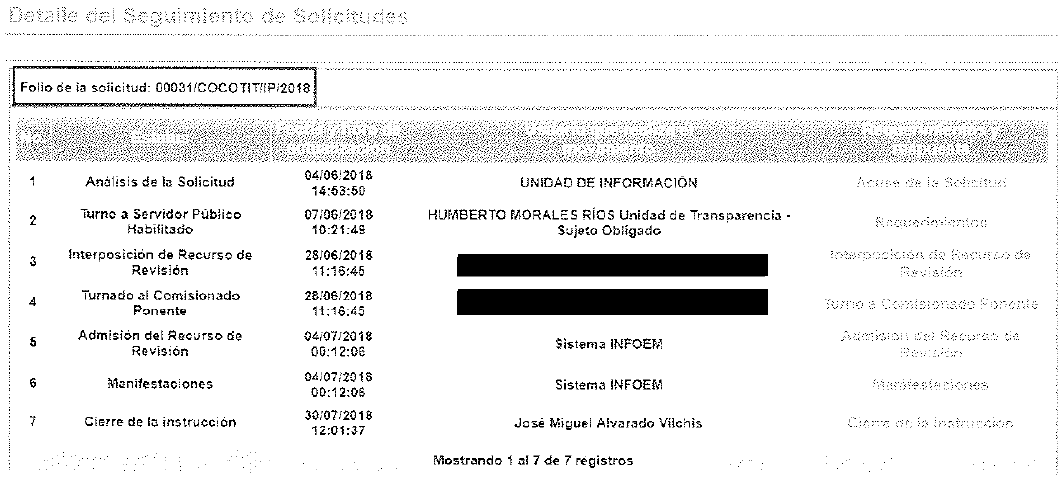 Detalle del Seguimiento de Solicitudes
Folio de la solicitud: 00031/COCOTIT/IP/2018
1 Análisis de la Solicitud 04/06/2018 14:53:50 UNIDAD DE INFORMACIÓN Acuse de la Solicitud
2 Turno a Servidor Público Habilitado 07/06/2018 10:21:48 HUMBERTO MORALES RÍOS Unidad de Transparencia - Sujeto Obligado Requerimientos
3 Interposición de Recurso de Revisión 28/06/2018 11:16:45 Interposición de Recurso de Revisión
4 Turnado al Comisionado Ponente 28/06/2018 11:16:45 Turno a Comisionado Ponente
5 Admisión del Recurso de Revisión 04/07/2018 00:12:06 Sistema INFOEM Admisión del Recurso de Revisión
6 Manifestaciones 04/07/2018 00:12:06 Sistema INFOEM Manifestaciones
7 Cierre de la instrucción 30/07/2018 12:01:37 José Miguel Alvarado Vilchis Cierre de la instrucción
Mostrando 1 al 7 de 7 registros